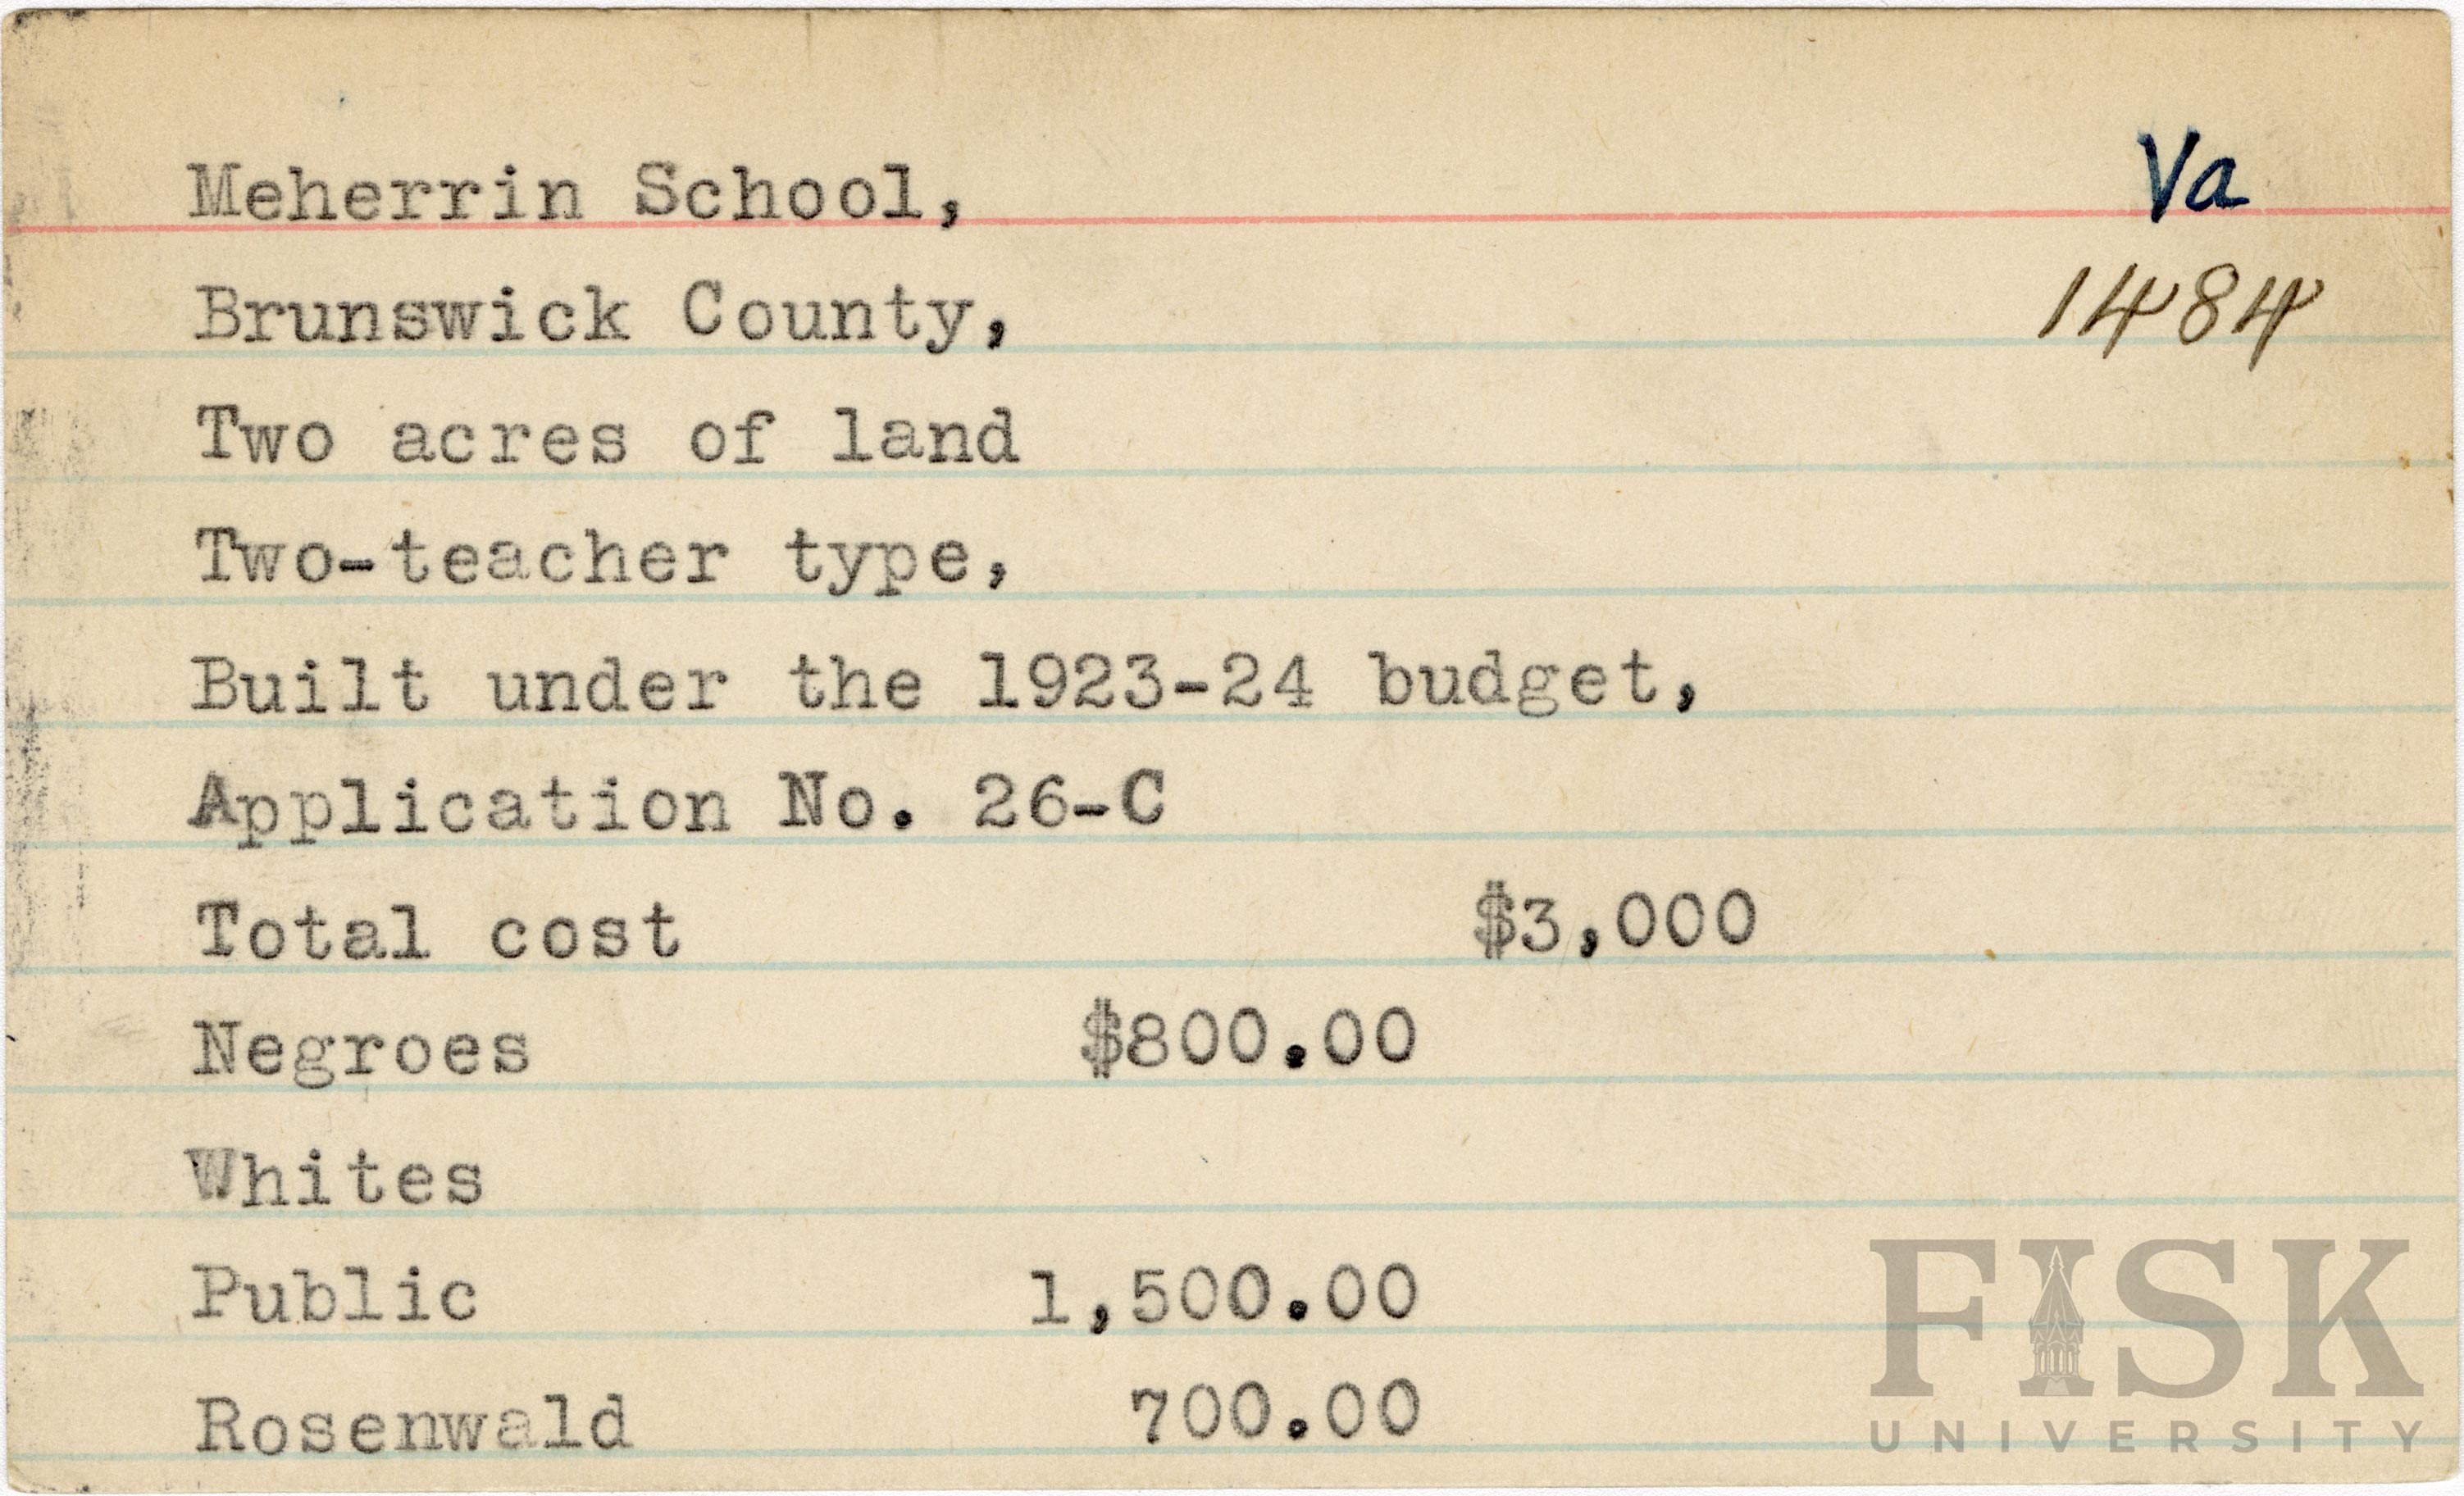 Meherrin School,
Va
Brunswick County,
1484
Two acres of land
Two-teacher type,
Built under the 1923-24 budget,
Application No. 26-C
Total cost $3,000
Negroes $800.00
Whites
Public 1,500.00
Rosenwald 700.00
FISK
UNIVERSITY